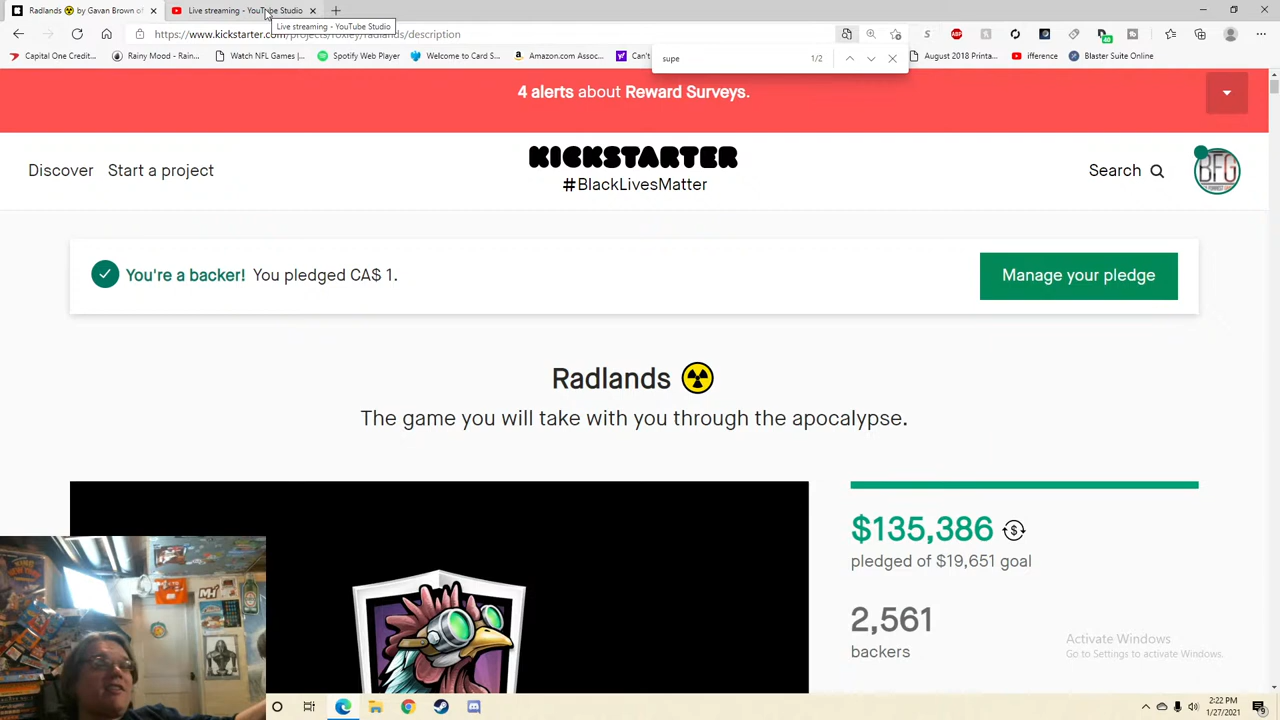 Radlands ☢ by Gavan Brown of
Live streaming - YouTube Studio
Live streaming - YouTube Studio
https://www.kickstarter.com/projects/roxley/radlands/description
Capital One Credit...
Rainy Mood - Rain...
Watch NFL Games |...
Spotify Web Player
Welcome to Card S...
Amazon.com Assoc...
Can't
August 2018 Printa...
ifference
Blaster Suite Online
supe
1/2
4 alerts about Reward Surveys.
Discover
Start a project
KICKSTARTER
#BlackLivesMatter
Search
BFG
You're a backer! You pledged CA$ 1.
Manage your pledge
Radlands ☢
The game you will take with you through the apocalypse.
$135,386
pledged of $19,651 goal
2,561
backers
Activate Windows
Go to Settings to activate Windows.
2:22 PM
1/27/2021